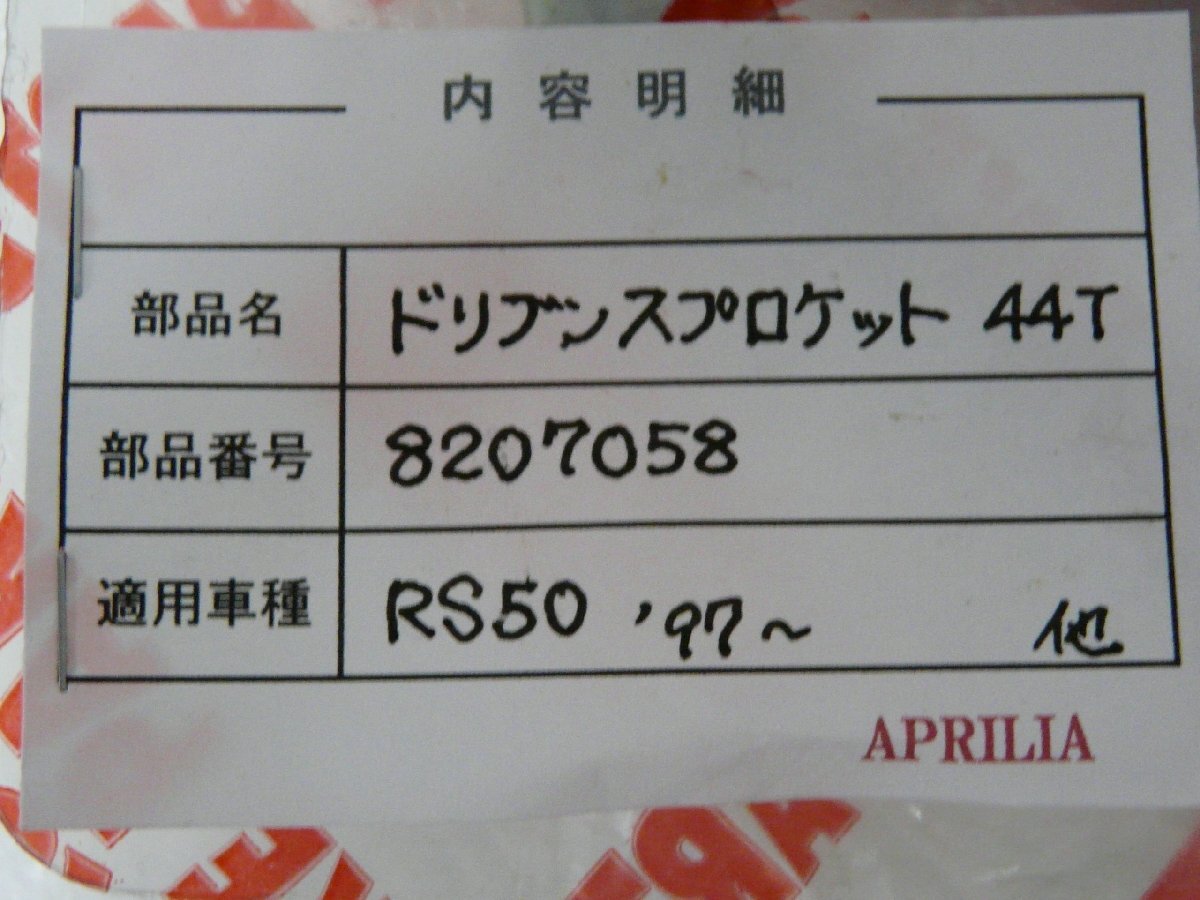 内容明細
部品名 ドリブンスプロケット 44T
部品番号 8207058
適用車種 RS50 '97~ 他
APRILIA